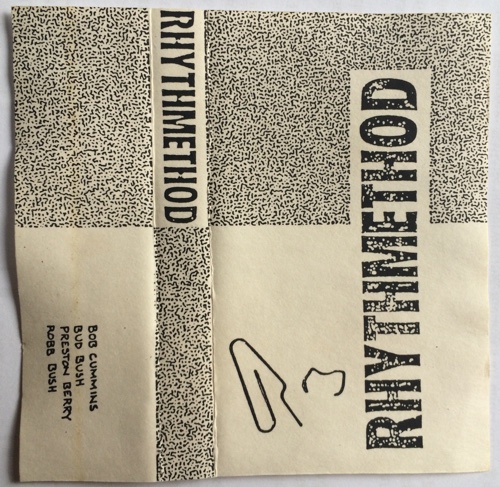 RHYTHMETHOD
RHYTHMETHOD
BOB CUMMINS
BUD BUSH
PRESTON BERRY
ROBB BUSH